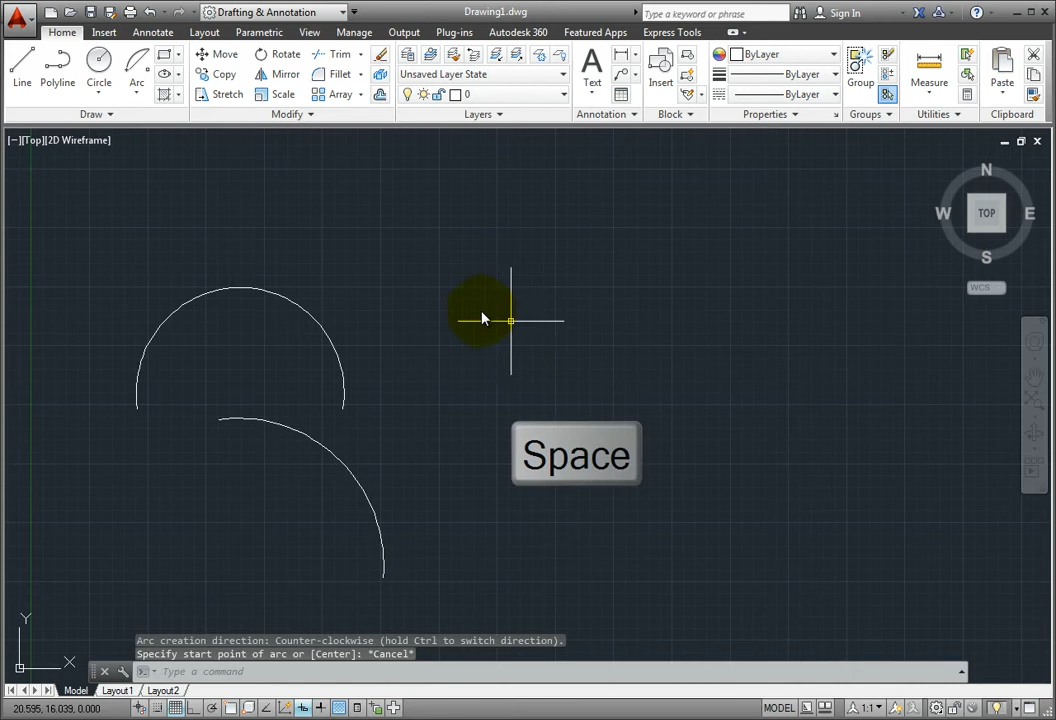 Drafting & Annotation
Drawing1.dwg
Type a keyword or phrase
Sign In
Home Insert Annotate Layout Parametric View Manage Output Plug-ins Autodesk 360 Featured Apps Express Tools
Line Polyline Circle Arc
Move Rotate Trim
Copy Mirror Fillet
Stretch Scale Array
Unsaved Layer State
0
Text
Insert
ByLayer
ByLayer
ByLayer
Group
Measure
Paste
Draw Modify Layers Annotation Block Properties Groups Utilities Clipboard
[−][Top][2D Wireframe]
N
W TOP E
S
WCS
Space
Y
X
Arc creation direction: Counter-clockwise (hold Ctrl to switch direction).
Specify start point of arc or [Center]: *Cancel*
Type a command
Model Layout1 Layout2
20.595, 16.039, 0.000
MODEL
1:1